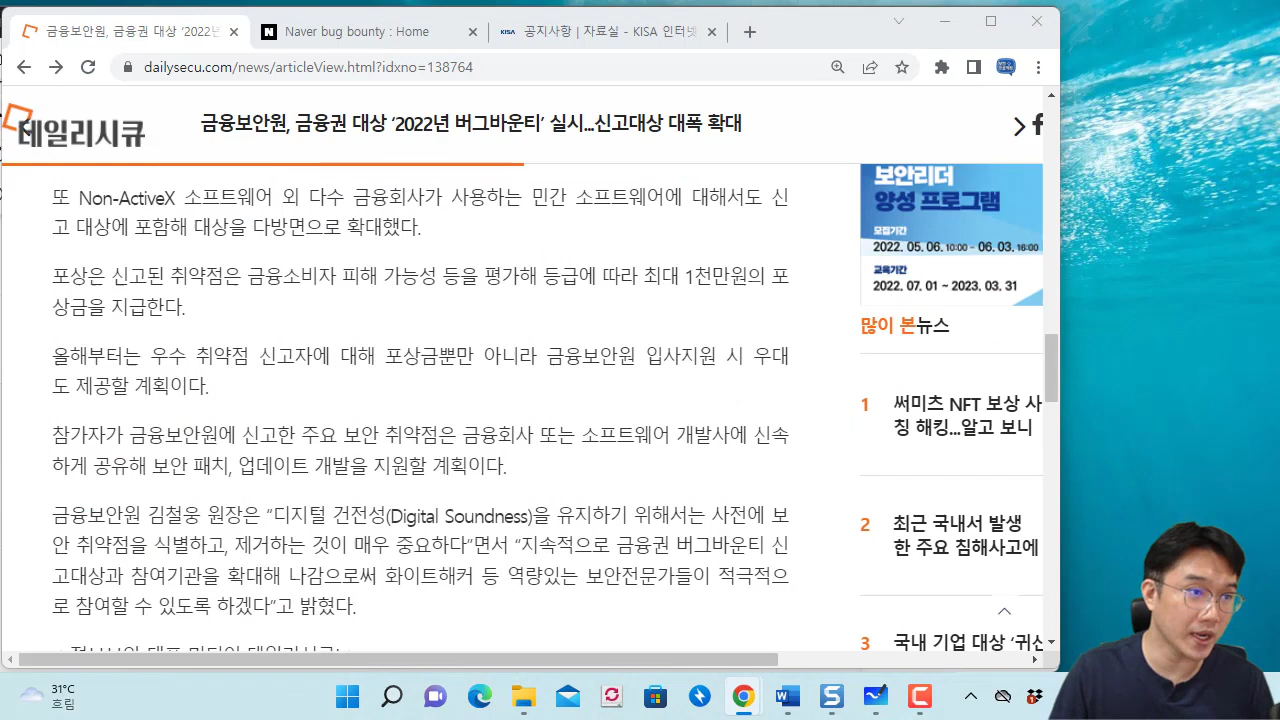 금융보안원, 금융권 대상 '2022년
Naver bug bounty : Home
KISA 공지사항 | 자료실 - KISA 인터넷
dailysecu.com/news/articleView.html?idxno=138764
데일리시큐
금융보안원, 금융권 대상 ‘2022년 버그바운티’ 실시...신고대상 대폭 확대
또 Non-ActiveX 소프트웨어 외 다수 금융회사가 사용하는 민간 소프트웨어에 대해서도 신
고 대상에 포함해 대상을 다방면으로 확대했다.
포상은 신고된 취약점은 금융소비자 피해 가능성 등을 평가해 등급에 따라 최대 1천만원의 포
상금을 지급한다.
올해부터는 우수 취약점 신고자에 대해 포상금뿐만 아니라 금융보안원 입사지원 시 우대
도 제공할 계획이다.
참가자가 금융보안원에 신고한 주요 보안 취약점은 금융회사 또는 소프트웨어 개발사에 신속
하게 공유해 보안 패치, 업데이트 개발을 지원할 계획이다.
금융보안원 김철웅 원장은 “디지털 건전성(Digital Soundness)을 유지하기 위해서는 사전에 보
안 취약점을 식별하고, 제거하는 것이 매우 중요하다”면서 “지속적으로 금융권 버그바운티 신
고대상과 참여기관을 확대해 나감으로써 화이트해커 등 역량있는 보안전문가들이 적극적으
로 참여할 수 있도록 하겠다”고 밝혔다.
보안리더
양성 프로그램
모집기간
2022. 05. 06. 10:00 - 06. 03. 16:00
교육기간
2022. 07. 01 ~ 2023. 03. 31
많이 본뉴스
1 써미츠 NFT 보상 사
칭 해킹...알고 보니
2 최근 국내서 발생
한 주요 침해사고에
3 국내 기업 대상 ‘귀신
31°C
흐림